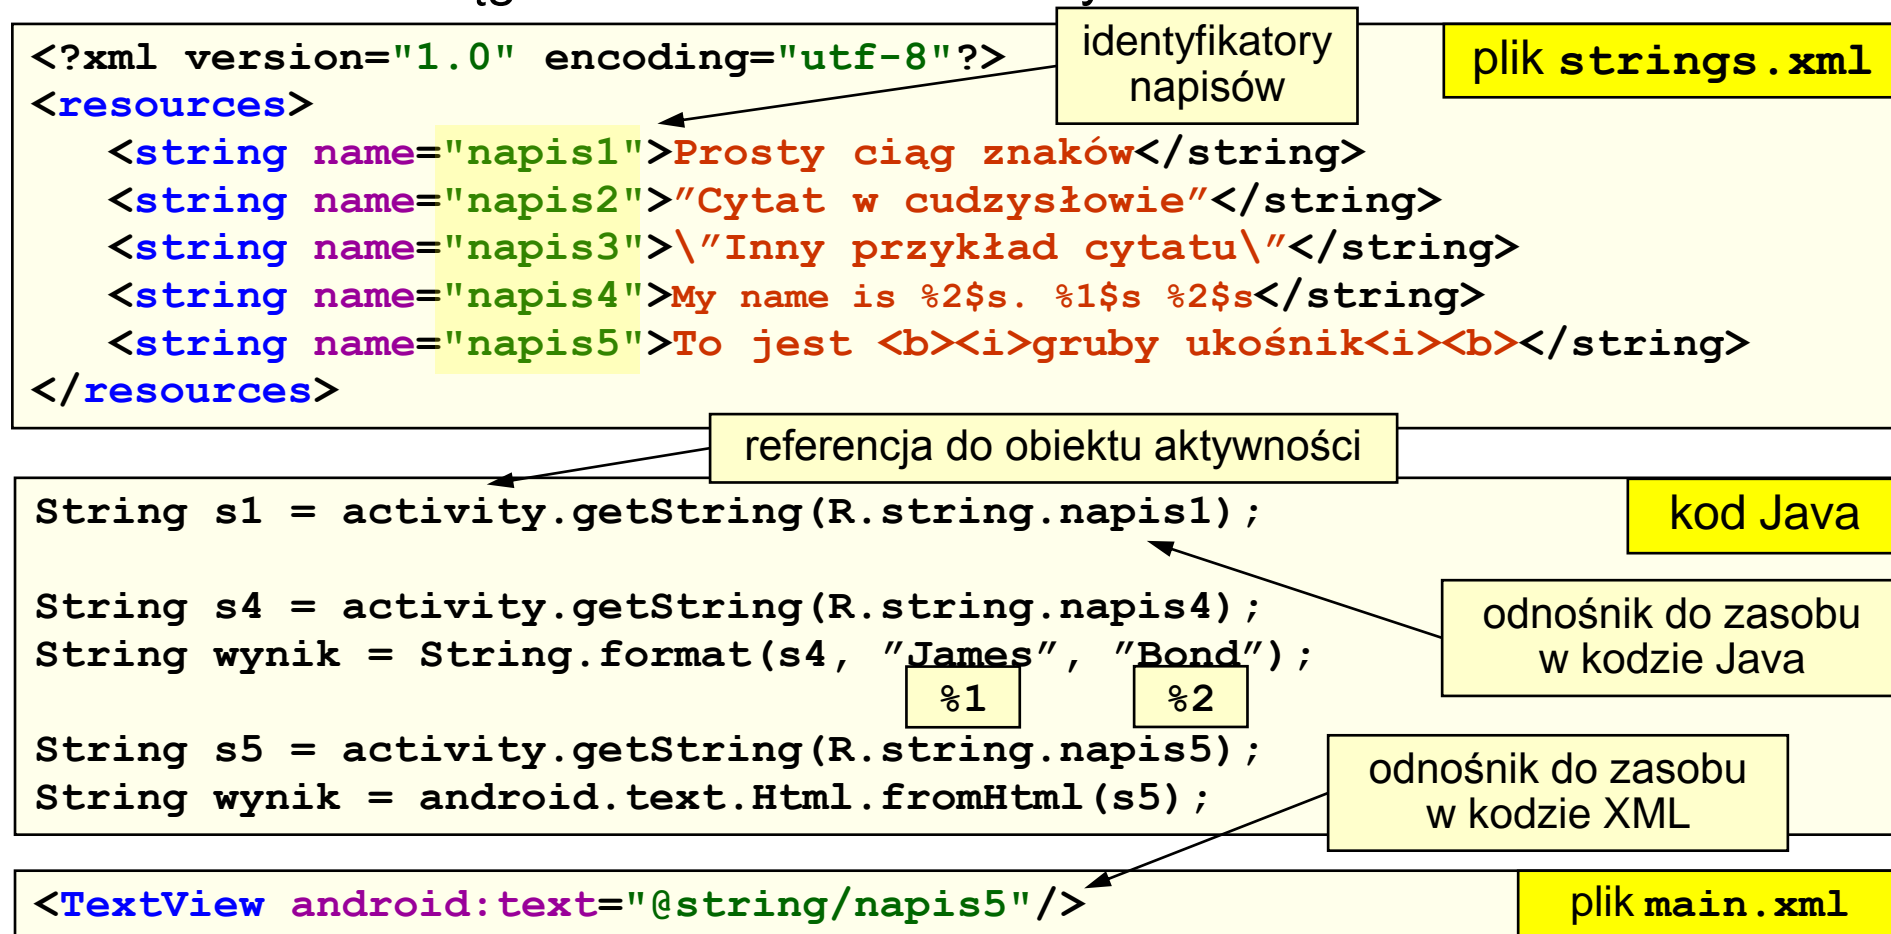 <?xml version="1.0" encoding="utf-8"?>
identyfikatory
napisów
plik strings.xml
<resources>
<string name="napis1">Prosty ciąg znaków</string>
<string name="napis2">”Cytat w cudzysłowie”</string>
<string name="napis3">\”Inny przykład cytatu\”</string>
<string name="napis4">My name is %2$s. %1$s %2$s</string>
<string name="napis5">To jest <b><i>gruby ukośnik<i><b></string>
</resources>
referencja do obiektu aktywności
String s1 = activity.getString(R.string.napis1);
kod Java
String s4 = activity.getString(R.string.napis4);
String wynik = String.format(s4, ”James”, ”Bond”);
%1 %2
odnośnik do zasobu
w kodzie Java
String s5 = activity.getString(R.string.napis5);
String wynik = android.text.Html.fromHtml(s5);
odnośnik do zasobu
w kodzie XML
<TextView android:text="@string/napis5"/>
plik main.xml